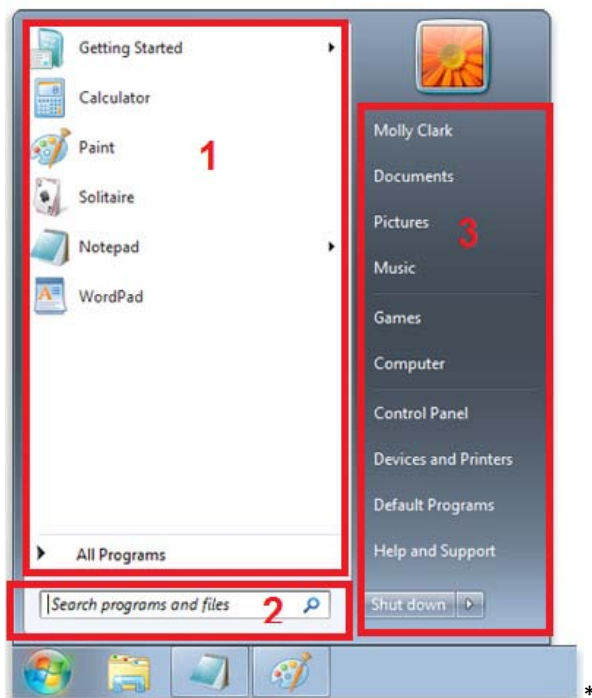 Getting Started
Calculator
Paint
1
Solitaire
Notepad
WordPad
All Programs
Search programs and files
2
Molly Clark
Documents
Pictures
3
Music
Games
Computer
Control Panel
Devices and Printers
Default Programs
Help and Support
Shut down
*